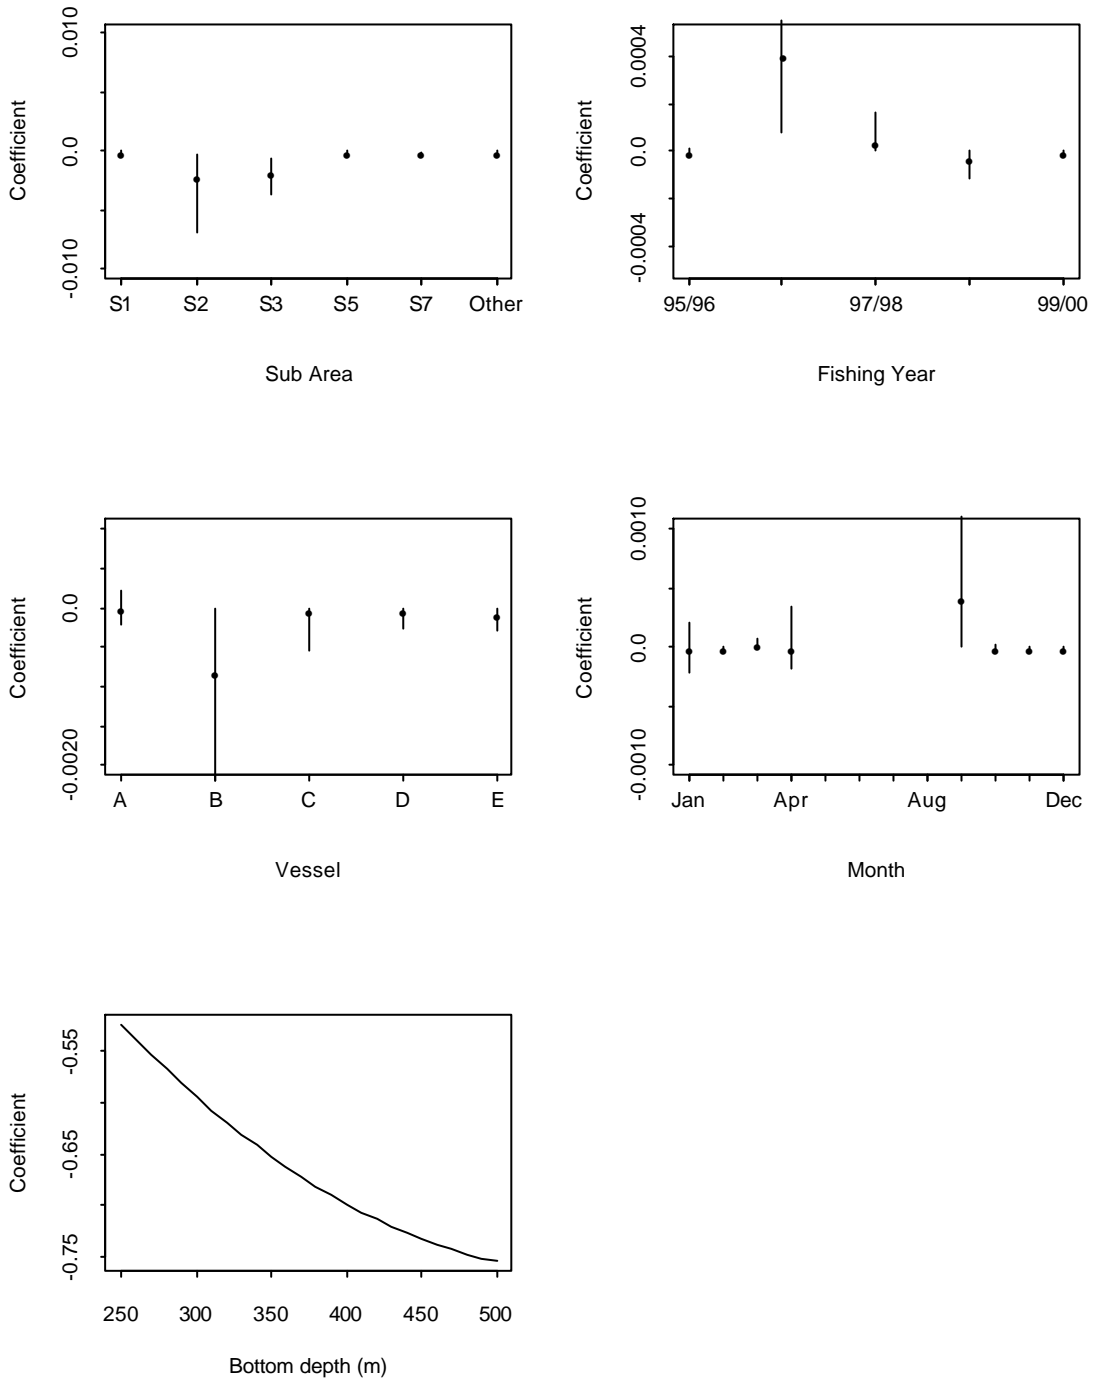 Coefficient
0.010
0.0
-0.010
S1 S2 S3 S5 S7 Other
Sub Area
Coefficient
0.0004
0.0
-0.0004
95/96 97/98 99/00
Fishing Year
Coefficient
0.0
-0.0020
A B C D E
Vessel
Coefficient
0.0010
0.0
-0.0010
Jan Apr Aug Dec
Month
Coefficient
-0.55
-0.65
-0.75
250 300 350 400 450 500
Bottom depth (m)